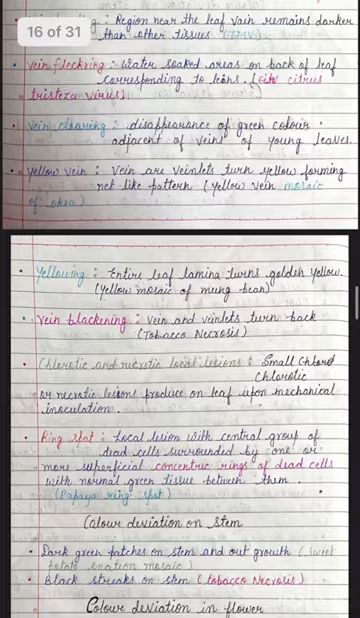 16 of 31
: Region near the leaf vain remains darker
than other tissues (TMV).
• vein fleckring : water soaked areas on back of leaf
corresponding to
tristeza virus).
• vein clearing : disappearance of green colour
adjacent of veins of young leaves.
• yellow vein : vein are veinlets turn yellow forming
net like pattern (yellow vein mosaic
of okra)
• Yellowing : Entire leaf lamina turns golden yellow.
(Yellow mosaic of mung bean)
• Vein blackening : vein and veinlets turn back
(Tobacco Necrosis)
• Chlorotic and necrotic local lesions : Small
Chlorotic
or necrotic lesions produce on leaf upon mechanical
inoculation.
• Ring spot : Local lesion with central group of
dead cells surrounded by one or
more superficial concentric rings of dead cells
with normal green tissue between them.
(Papaya ring spot)
Colour deviation on stem
• Dark green patches on stem and out growth (sweet
potato enation mosaic)
• Black streaks on stem (tobacco Necrosis)
Colour deviation in flower